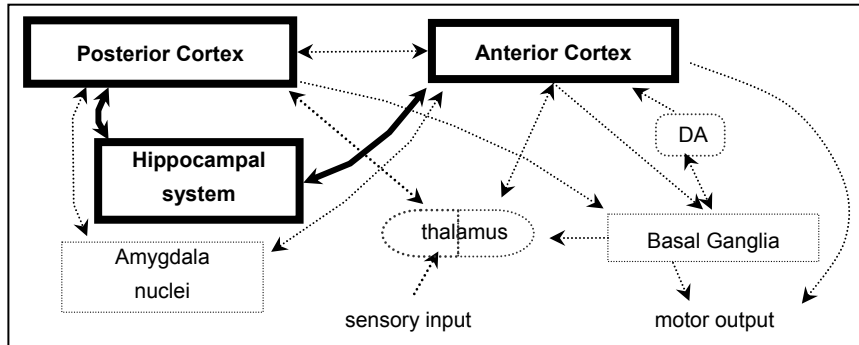 Posterior Cortex
Anterior Cortex
DA
Hippocampal
system
thalamus
Basal Ganglia
Amygdala
nuclei
sensory input
motor output